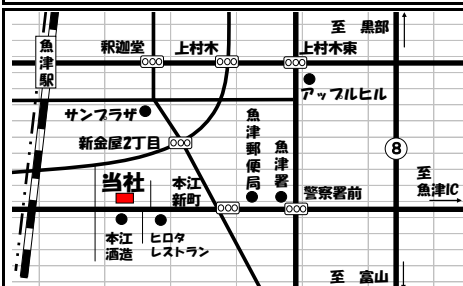 至 黒部
釈迦堂
上村木
上村木東
魚津駅
アップルヒル
サンプラザ
新金屋2丁目
魚津郵便局
魚津署
8
至
魚津IC
当社
本江
新町
警察署前
本江
酒造
ヒロタ
レストラン
至 富山